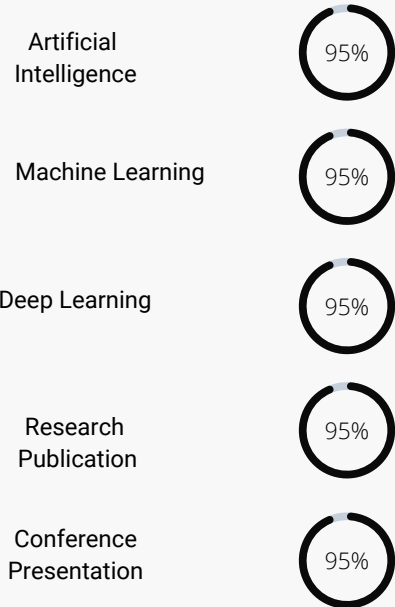 Artificial
Intelligence
95%
Machine Learning
95%
Deep Learning
95%
Research
Publication
95%
Conference
Presentation
95%